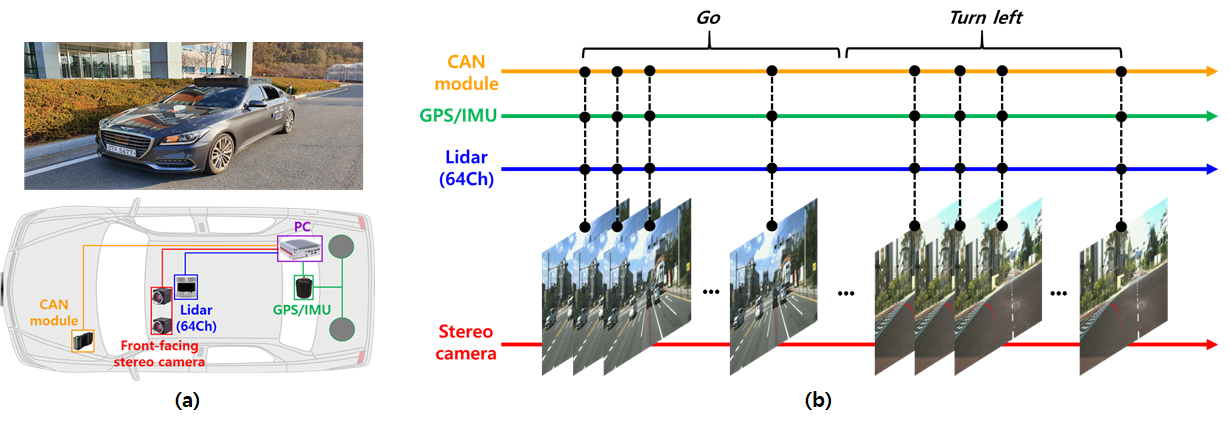 PC
CAN
module
Lidar
(64Ch)
GPS/IMU
Front-facing
stereo camera
(a)
Go
Turn left
CAN
module
GPS/IMU
Lidar
(64Ch)
...
...
...
Stereo
camera
(b)